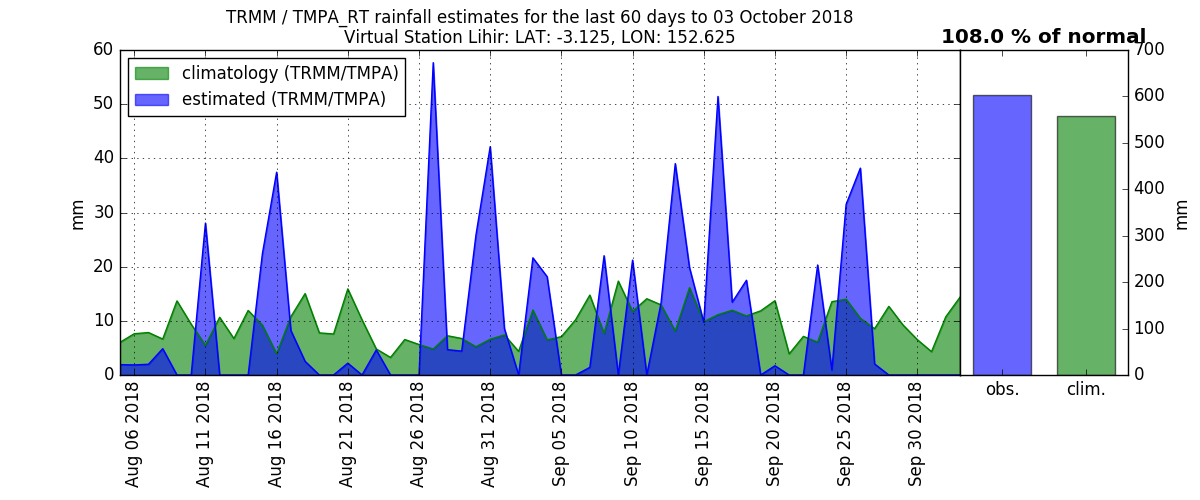 TRMM / TMPA_RT rainfall estimates for the last 60 days to 03 October 2018
Virtual Station Lihir: LAT: -3.125, LON: 152.625
108.0 % of normal
climatology (TRMM/TMPA)
estimated (TRMM/TMPA)
mm
60
50
40
30
20
10
0
Aug 06 2018
Aug 11 2018
Aug 16 2018
Aug 21 2018
Aug 26 2018
Aug 31 2018
Sep 05 2018
Sep 10 2018
Sep 15 2018
Sep 20 2018
Sep 25 2018
Sep 30 2018
700
600
500
400
300
200
100
0
mm
obs.
clim.